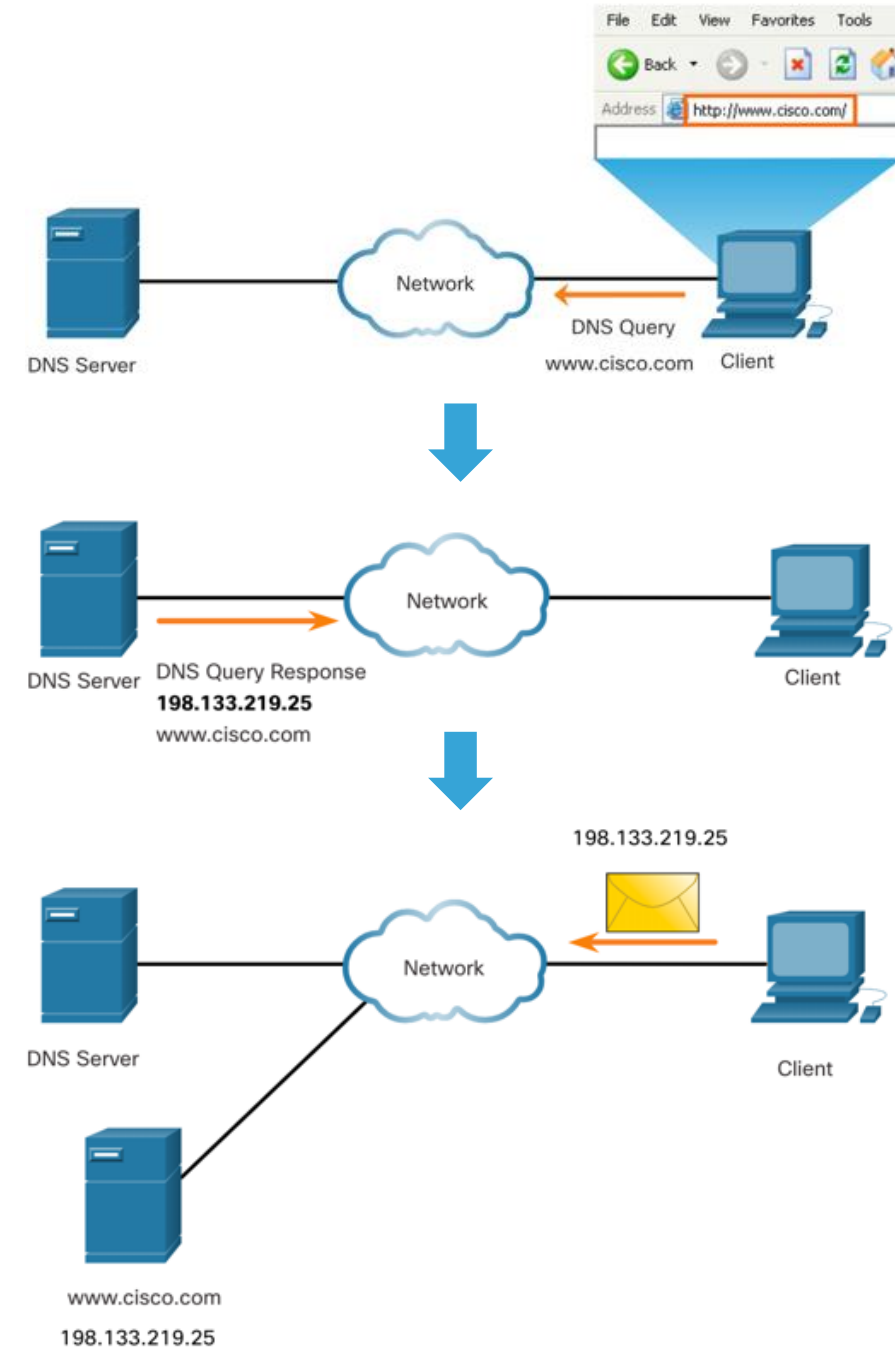 File Edit View Favorites Tools
Back
Address http://www.cisco.com/
Network
DNS Query
www.cisco.com
DNS Server
Client
Network
DNS Server
DNS Query Response
198.133.219.25
www.cisco.com
Client
198.133.219.25
Network
DNS Server
Client
www.cisco.com
198.133.219.25